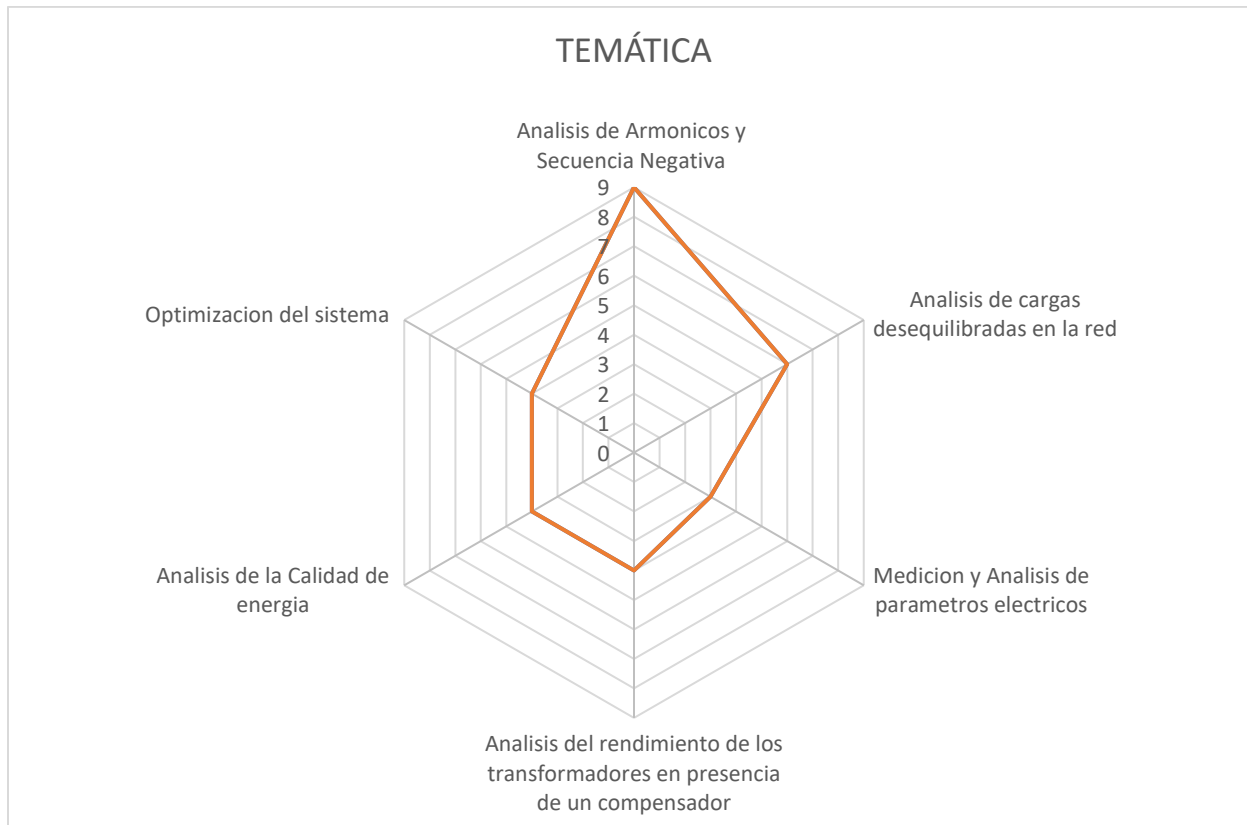 TEMÁTICA
Analisis de Armonicos y
Secuencia Negativa
9
8
7
6
5
4
3
2
1
0
Analisis de cargas
desequilibradas en la red
Medicion y Analisis de
parametros electricos
Analisis del rendimiento de los
transformadores en presencia
de un compensador
Analisis de la Calidad de
energia
Optimizacion del sistema